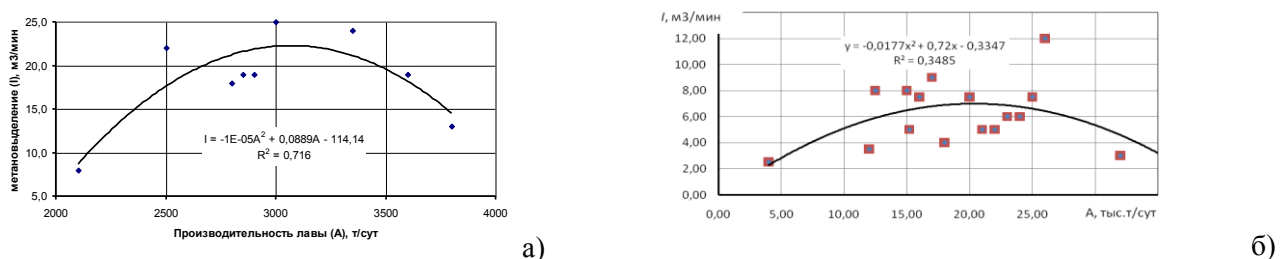 25,0
20,0
15,0
10,0
5,0
метановыделение (I), м3/мин
I = -1E-05A² + 0,0889A - 114,14
R² = 0,716
2000 2500 3000 3500 4000
Производительность лавы (А), т/сут
а)
I, м3/мин
12,00
10,00
8,00
6,00
4,00
2,00
0,00
y = -0,0177x² + 0,72x - 0,3347
R² = 0,3485
0,00 5,00 10,00 15,00 20,00 25,00 А, тыс.т/сут
б)